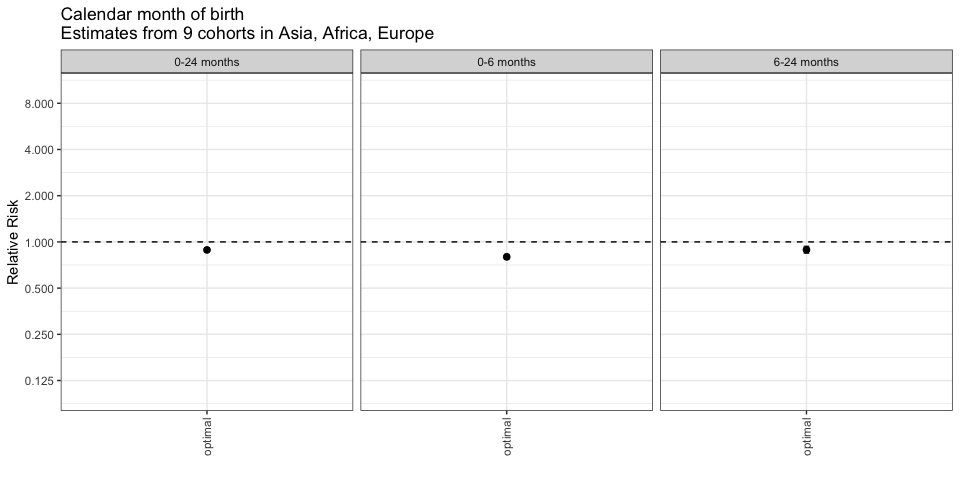 Calendar month of birth
Estimates from 9 cohorts in Asia, Africa, Europe
0-24 months
0-6 months
6-24 months
Relative Risk
8.000
4.000
2.000
1.000
0.500
0.250
0.125
optimal
optimal
optimal